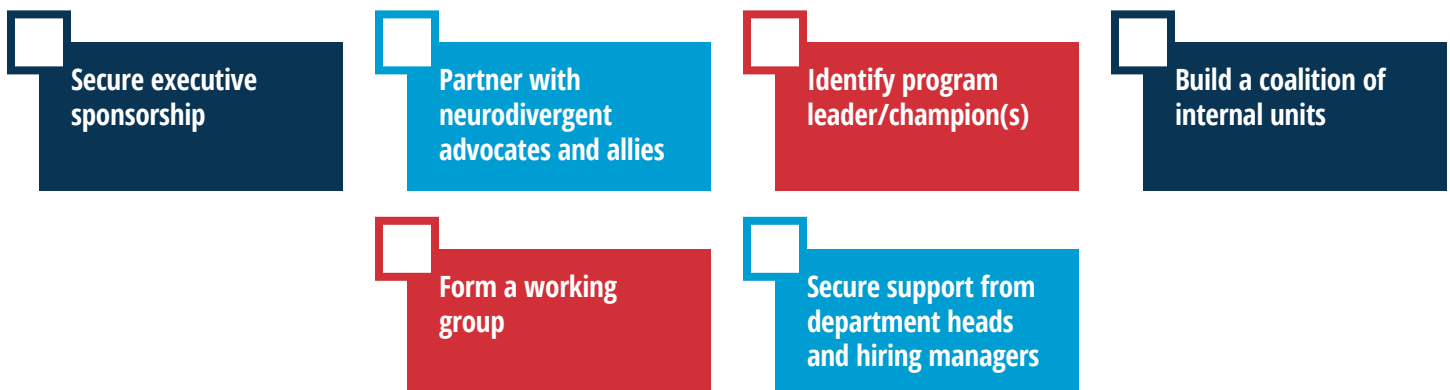 Secure executive
sponsorship
Partner with
neurodivergent
advocates and allies
Identify program
leader/champion(s)
Build a coalition of
internal units
Form a working
group
Secure support from
department heads
and hiring managers